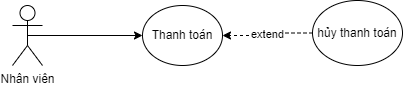 Thanh toán
extend
hủy thanh toán
Nhân viên